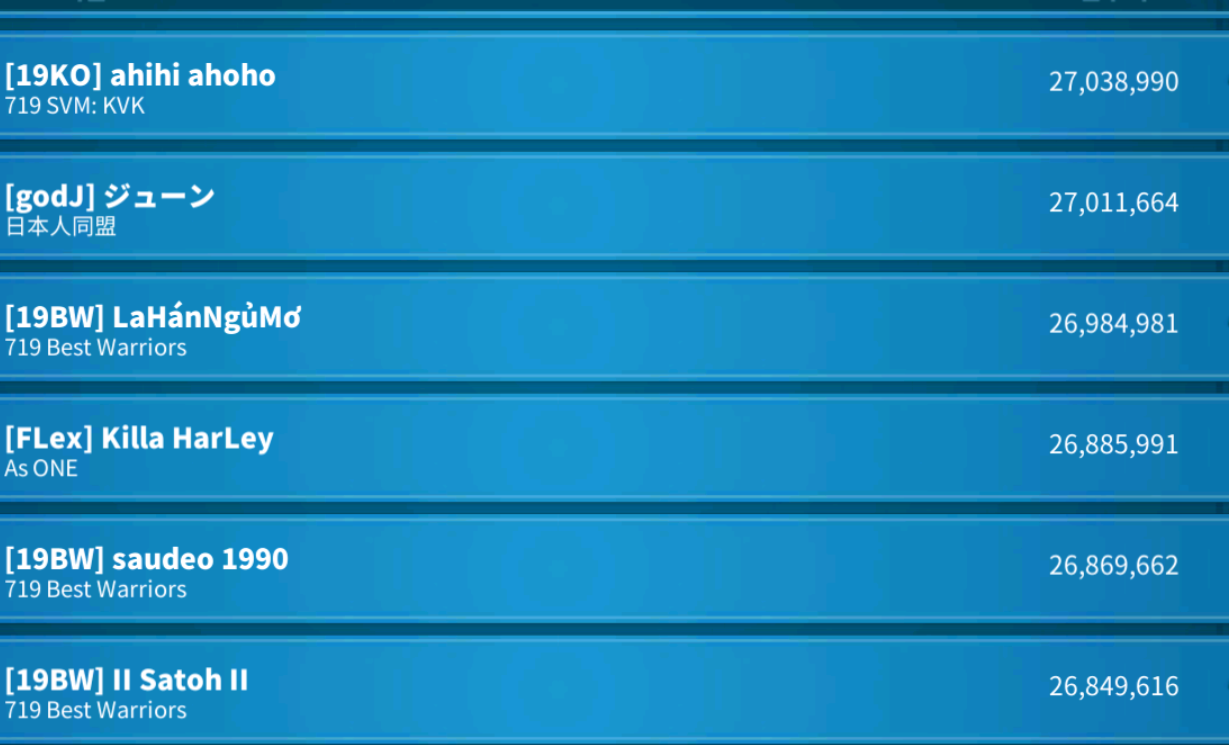 [19KO] ahihi ahoho
719 SVM: KVK
27,038,990
[godJ] ジューン
日本人同盟
27,011,664
[19BW] LaHánNgủMơ
719 Best Warriors
26,984,981
[FLex] Killa HarLey
As ONE
26,885,991
[19BW] saudeo 1990
719 Best Warriors
26,869,662
[19BW] II Satoh II
719 Best Warriors
26,849,616